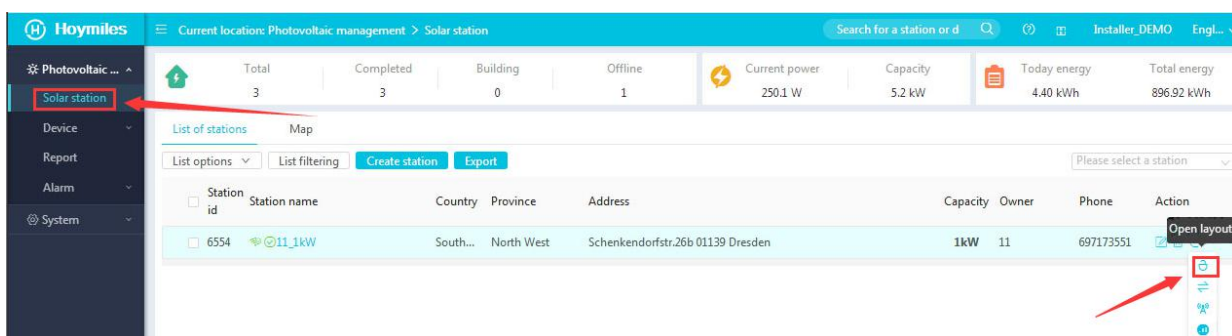 Hoymiles
Current location: Photovoltaic management > Solar station
Search for a station or d
Installer_DEMO
Engl...
Photovoltaic ...
Solar station
Device
Report
Alarm
System
Total
3
Completed
3
Building
0
Offline
1
Current power
250.1 W
Capacity
5.2 kW
Today energy
4.40 kWh
Total energy
896.92 kWh
List of stations
Map
List options
List filtering
Create station
Export
Please select a station
Station id
Station name
Country
Province
Address
Capacity
Owner
Phone
Action
6554
11_1kW
South...
North West
Schenkendorfstr.26b 01139 Dresden
1kW
11
697173551
Open layout